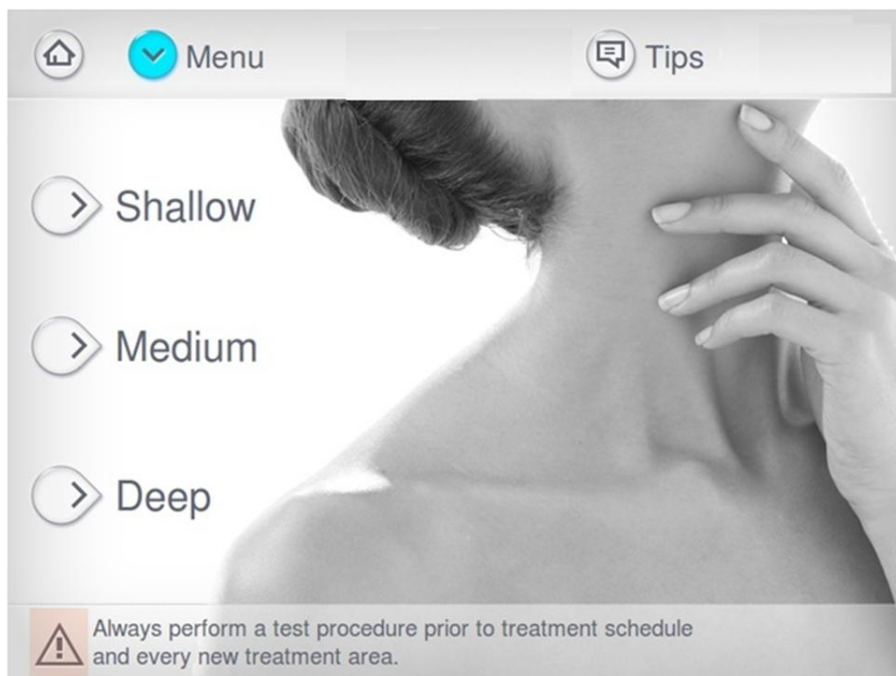 Menu
Tips
Shallow
Medium
Deep
Always perform a test procedure prior to treatment schedule
and every new treatment area.